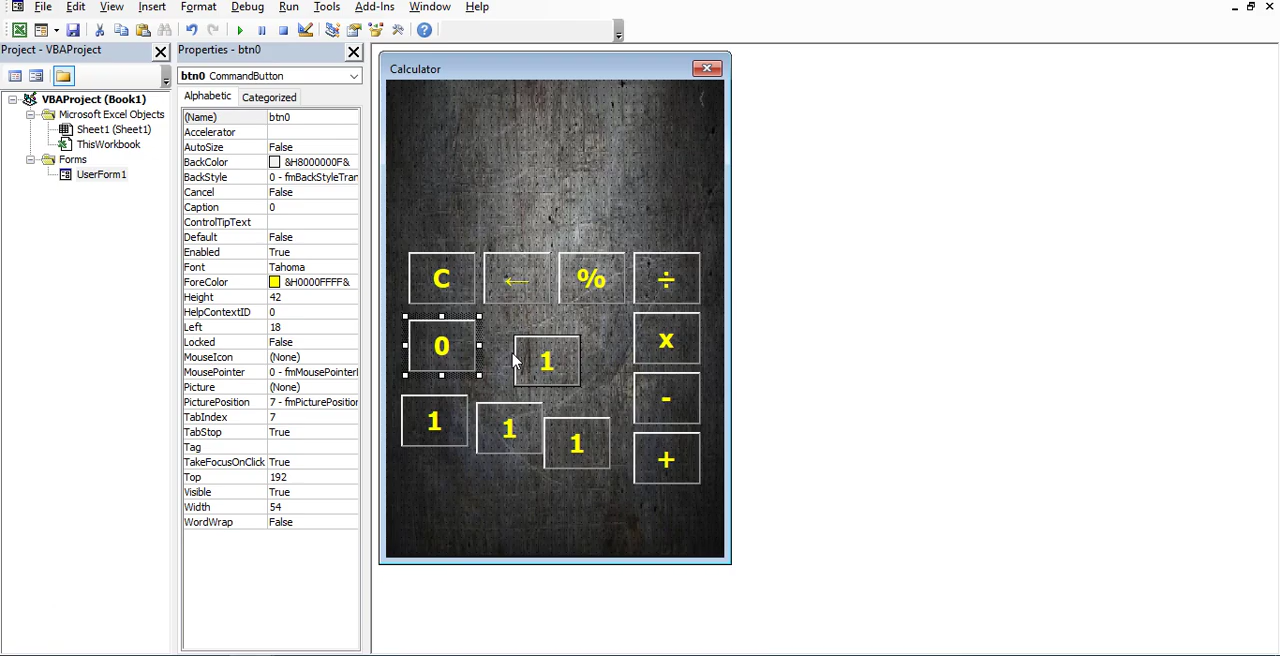 File Edit View Insert Format Debug Run Tools Add-Ins Window Help
Project - VBAProject
VBAProject (Book1)
Microsoft Excel Objects
Sheet1 (Sheet1)
ThisWorkbook
Forms
UserForm1
Properties - btn0
btn0 CommandButton
Alphabetic Categorized
(Name) btn0
Accelerator
AutoSize False
BackColor &H8000000F&
BackStyle 0 - fmBackStyleTran
Cancel False
Caption 0
ControlTipText
Default False
Enabled True
Font Tahoma
ForeColor &H0000FFFF&
Height 42
HelpContextID 0
Left 18
Locked False
MouseIcon (None)
MousePointer 0 - fmMousePointerD
Picture (None)
PicturePosition 7 - fmPicturePosition
TabIndex 7
TabStop True
Tag
TakeFocusOnClick True
Top 192
Visible True
Width 54
WordWrap False
Calculator
C ← % ÷
0 1 x
1 1 1 -
+